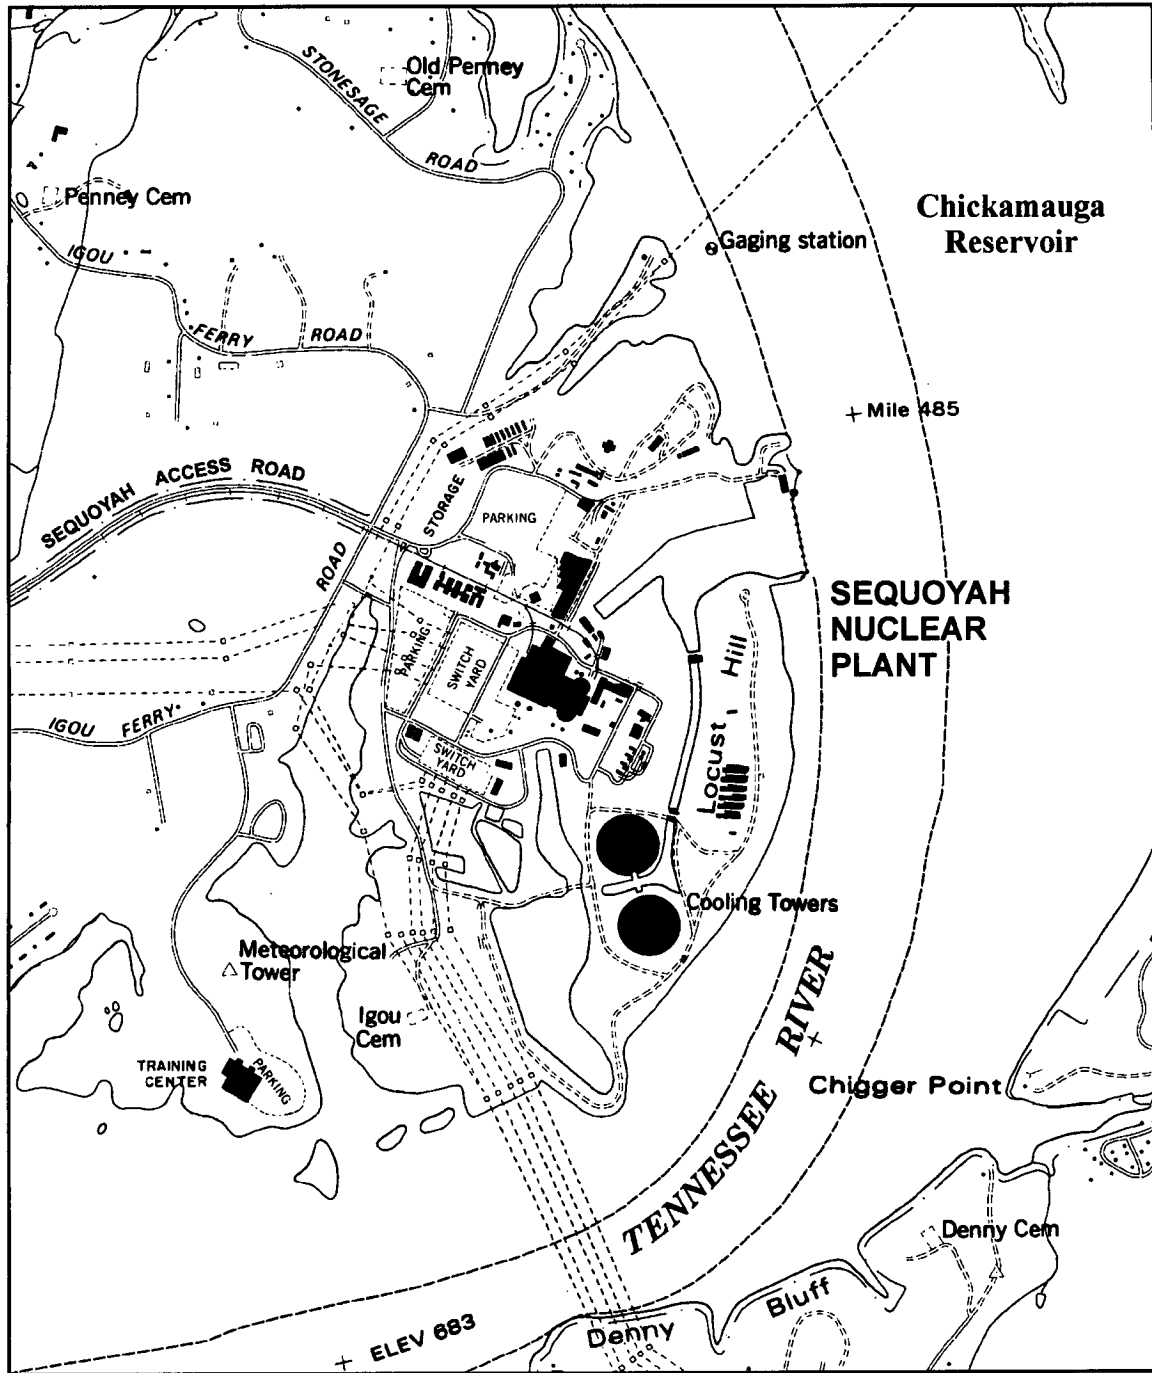 Old Penney
Cem
STONESAGE
ROAD
Penney Cem
Chickamauga
Reservoir
Gaging station
IGOU
FERRY
ROAD
Mile 485
SEQUOYAH ACCESS ROAD
STORAGE
PARKING
ROAD
SEQUOYAH
NUCLEAR
PLANT
PARKING
SWITCH
YARD
Locust Hill
IGOU FERRY
SWITCH
YARD
Cooling Towers
Meteorological
Tower
Igou
Cem
TRAINING
CENTER
PARKING
TENNESSEE RIVER
Chigger Point
Denny Cem
Denny Bluff
ELEV 683